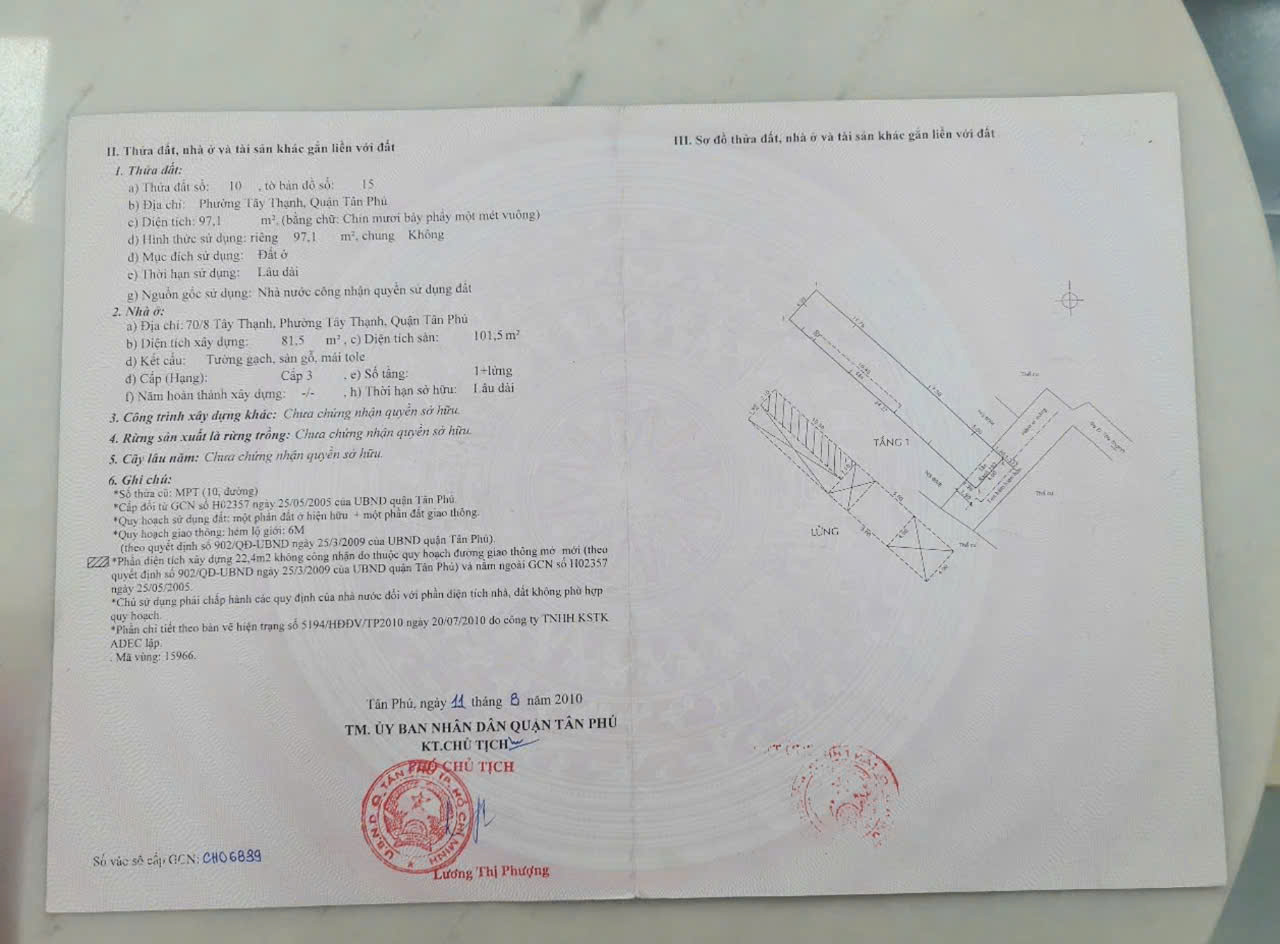 II. Thửa đất, nhà ở và tài sản khác gắn liền với đất
1. Thửa đất:
a) Thửa đất số: 10 , tờ bản đồ số: 15
b) Địa chỉ: Phường Tây Thạnh, Quận Tân Phú
c) Diện tích: 97,1 m², (bằng chữ: Chín mươi bảy phẩy một mét vuông)
d) Hình thức sử dụng: riêng 97,1 m², chung Không
đ) Mục đích sử dụng: Đất ở
e) Thời hạn sử dụng: Lâu dài
g) Nguồn gốc sử dụng: Nhà nước công nhận quyền sử dụng đất
2. Nhà ở:
a) Địa chỉ: 70/8 Tây Thạnh, Phường Tây Thạnh, Quận Tân Phú
b) Diện tích xây dựng: 81,5 m², c) Diện tích sàn: 101,5 m²
d) Kết cấu: Tường gạch, sàn gỗ, mái tole
đ) Cấp (Hạng): Cấp 3 , e) Số tầng: 1+lửng
f) Năm hoàn thành xây dựng: -/- , h) Thời hạn sở hữu: Lâu dài
3. Công trình xây dựng khác: Chưa chứng nhận quyền sở hữu.
4. Rừng sản xuất là rừng trồng: Chưa chứng nhận quyền sở hữu.
5. Cây lâu năm: Chưa chứng nhận quyền sở hữu.
6. Ghi chú:
*Số thửa cũ: MPT (10, đường)
*Cấp đổi từ GCN số H02357 ngày 25/05/2005 của UBND quận Tân Phú.
*Quy hoạch sử dụng đất: một phần đất ở hiện hữu + một phần đất giao thông.
*Quy hoạch giao thông: hẻm lộ giới: 6M
(theo quyết định số 902/QĐ-UBND ngày 25/3/2009 của UBND quận Tân Phú).
*Phần diện tích xây dựng 22,4m2 không công nhận do thuộc quy hoạch đường giao thông mở mới (theo
quyết định số 902/QĐ-UBND ngày 25/3/2009 của UBND quận Tân Phú) và nằm ngoài GCN số H02357
ngày 25/05/2005.
*Chủ sử dụng phải chấp hành các quy định của nhà nước đối với phần diện tích nhà, đất không phù hợp
quy hoạch.
*Phần chi tiết theo bản vẽ hiện trạng số 5194/HĐĐV/TP2010 ngày 20/07/2010 do công ty TNHH KSTK
ADEC lập.
. Mã vùng: 15966.
Tân Phú, ngày 11 tháng 8 năm 2010
TM. ỦY BAN NHÂN DÂN QUẬN TÂN PHÚ
KT.CHỦ TỊCH
PHÓ CHỦ TỊCH
U.B.N.D Q. TÂN PHÚ T.P. HỒ CHÍ MINH
Lương Thị Phượng
Số vào sổ cấp GCN: CH06839
III. Sơ đồ thửa đất, nhà ở và tài sản khác gắn liền với đất
Thổ cư
TẦNG 1
Thổ cư
LỬNG
Thổ cư